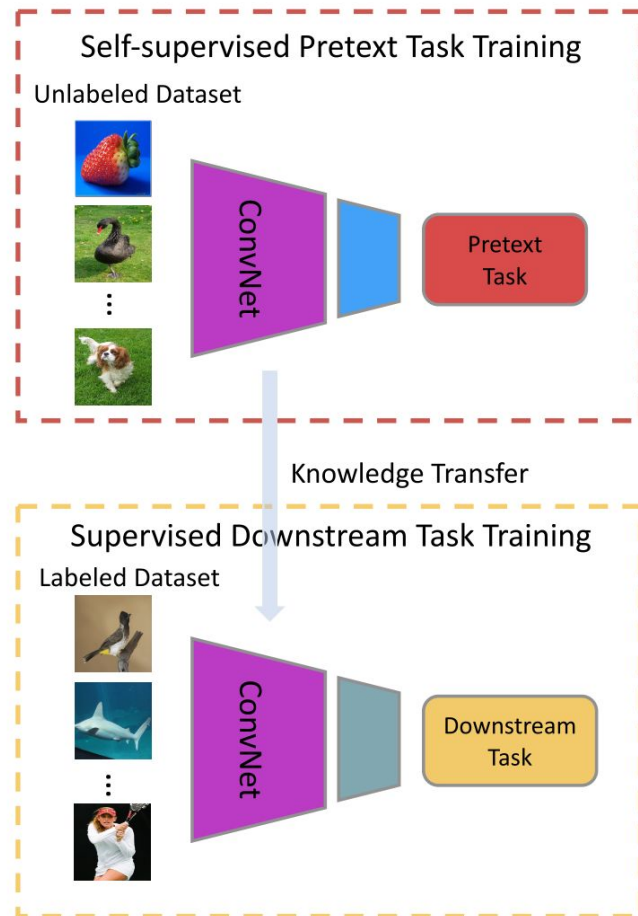 Self-supervised Pretext Task Training
Unlabeled Dataset
ConvNet
Pretext
Task
...
Knowledge Transfer
Supervised Downstream Task Training
Labeled Dataset
ConvNet
Downstream
Task
...